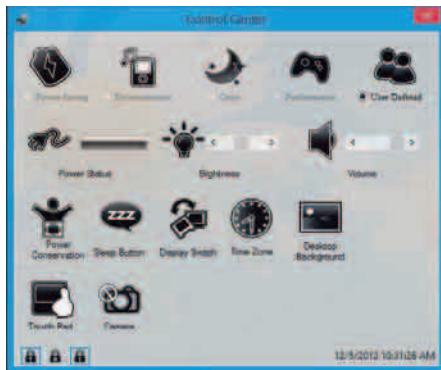 Control Center
Power Saving Entertainment Quiet Performance User Defined
Power Status Brightness Volume
ZZZ
Power Conservation Sleep Button Display Switch Time Zone Desktop Background
Touch Pad Camera
12/5/2012 10:31:26 AM